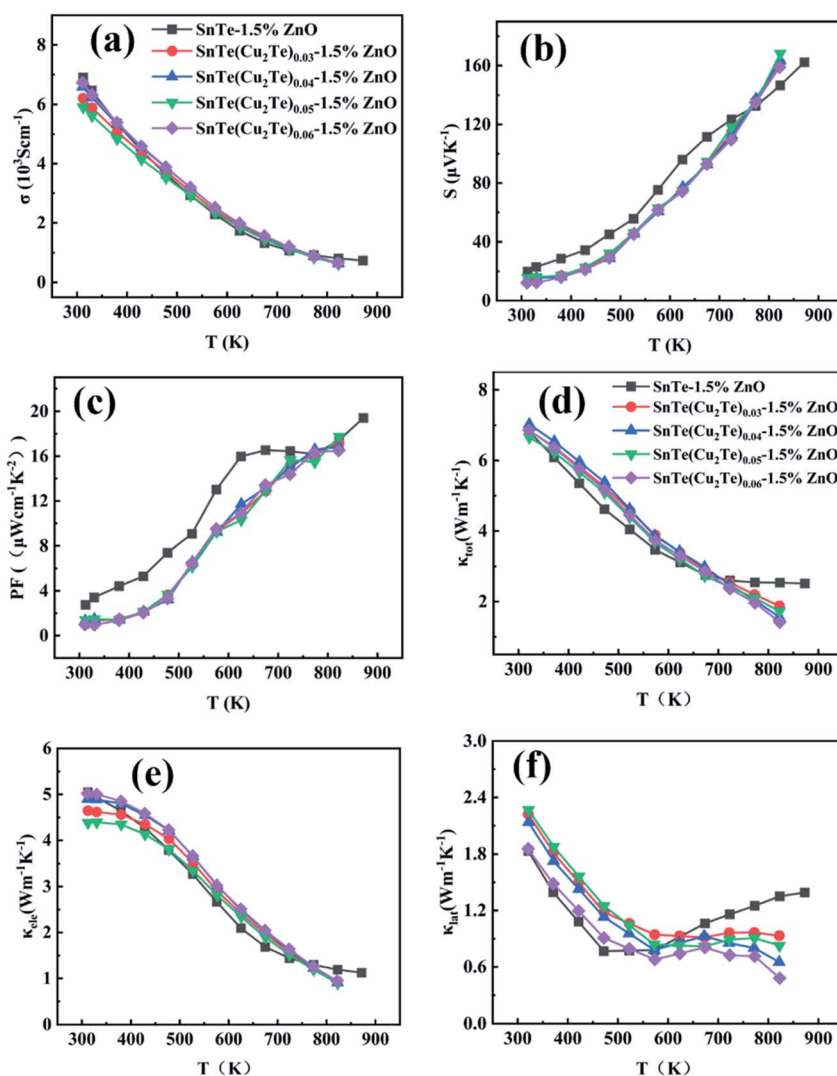 (a)
SnTe-1.5% ZnO
SnTe(Cu₂Te)₀.₀₃-1.5% ZnO
SnTe(Cu₂Te)₀.₀₄-1.5% ZnO
SnTe(Cu₂Te)₀.₀₅-1.5% ZnO
SnTe(Cu₂Te)₀.₀₆-1.5% ZnO
σ (10³Scm⁻¹)
8
6
4
2
0
300 400 500 600 700 800 900
T (K)
(b)
S (μVK⁻¹)
160
120
80
40
0
300 400 500 600 700 800 900
T (K)
(c)
PF (（μWcm⁻¹K⁻²）
20
16
12
8
4
0
300 400 500 600 700 800 900
T (K)
(d)
SnTe-1.5% ZnO
SnTe(Cu₂Te)₀.₀₃-1.5% ZnO
SnTe(Cu₂Te)₀.₀₄-1.5% ZnO
SnTe(Cu₂Te)₀.₀₅-1.5% ZnO
SnTe(Cu₂Te)₀.₀₆-1.5% ZnO
κtot(Wm⁻¹K⁻¹)
8
6
4
2
300 400 500 600 700 800 900
T（K）
(e)
κele(Wm⁻¹K⁻¹)
6
5
4
3
2
1
0
300 400 500 600 700 800 900
T（K）
(f)
κlat(Wm⁻¹K⁻¹)
3.0
2.4
1.8
1.2
0.6
0.0
300 400 500 600 700 800 900
T（K）